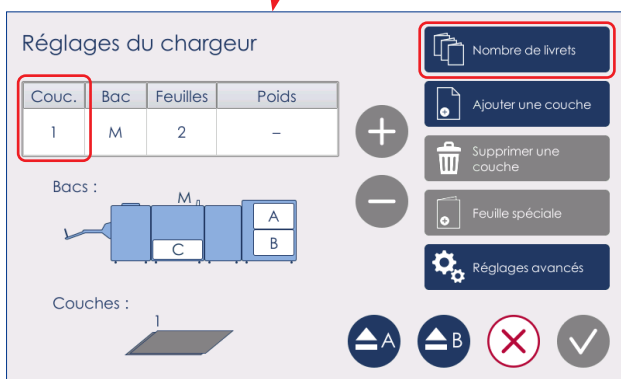 Réglages du chargeur
Couc. Bac Feuilles Poids
1 M 2 –
Bacs :
M
A
B
C
Couches :
1
Nombre de livrets
Ajouter une couche
Supprimer une
couche
Feuille spéciale
Réglages avancés
A
B